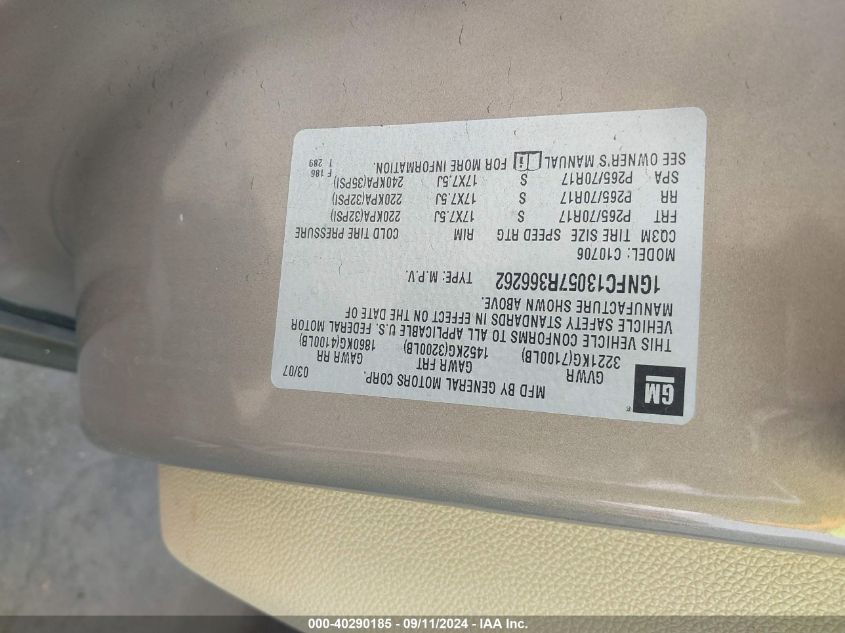 MFD BY GENERAL MOTORS CORP. 03/07
GM
GVWR GAWR FRT GAWR RR
3221KG(7100LB) 1452KG(3200LB) 1860KG(4100LB)
THIS VEHICLE CONFORMS TO ALL APPLICABLE U.S. FEDERAL MOTOR
VEHICLE SAFETY STANDARDS IN EFFECT ON THE DATE OF
MANUFACTURE SHOWN ABOVE.
1GNFC13057R366262 TYPE: M.P.V.
MODEL: C10706
CQ3M TIRE SIZE SPEED RTG RIM COLD TIRE PRESSURE
FRT P265/70R17 S 17X7.5J 220KPA(32PSI)
RR P265/70R17 S 17X7.5J 220KPA(32PSI)
SPA P265/70R17 S 17X7.5J 240KPA(35PSI)
SEE OWNER'S MANUAL FOR MORE INFORMATION.
F 186
T 289
000-40290185 - 09/11/2024 - IAA Inc.